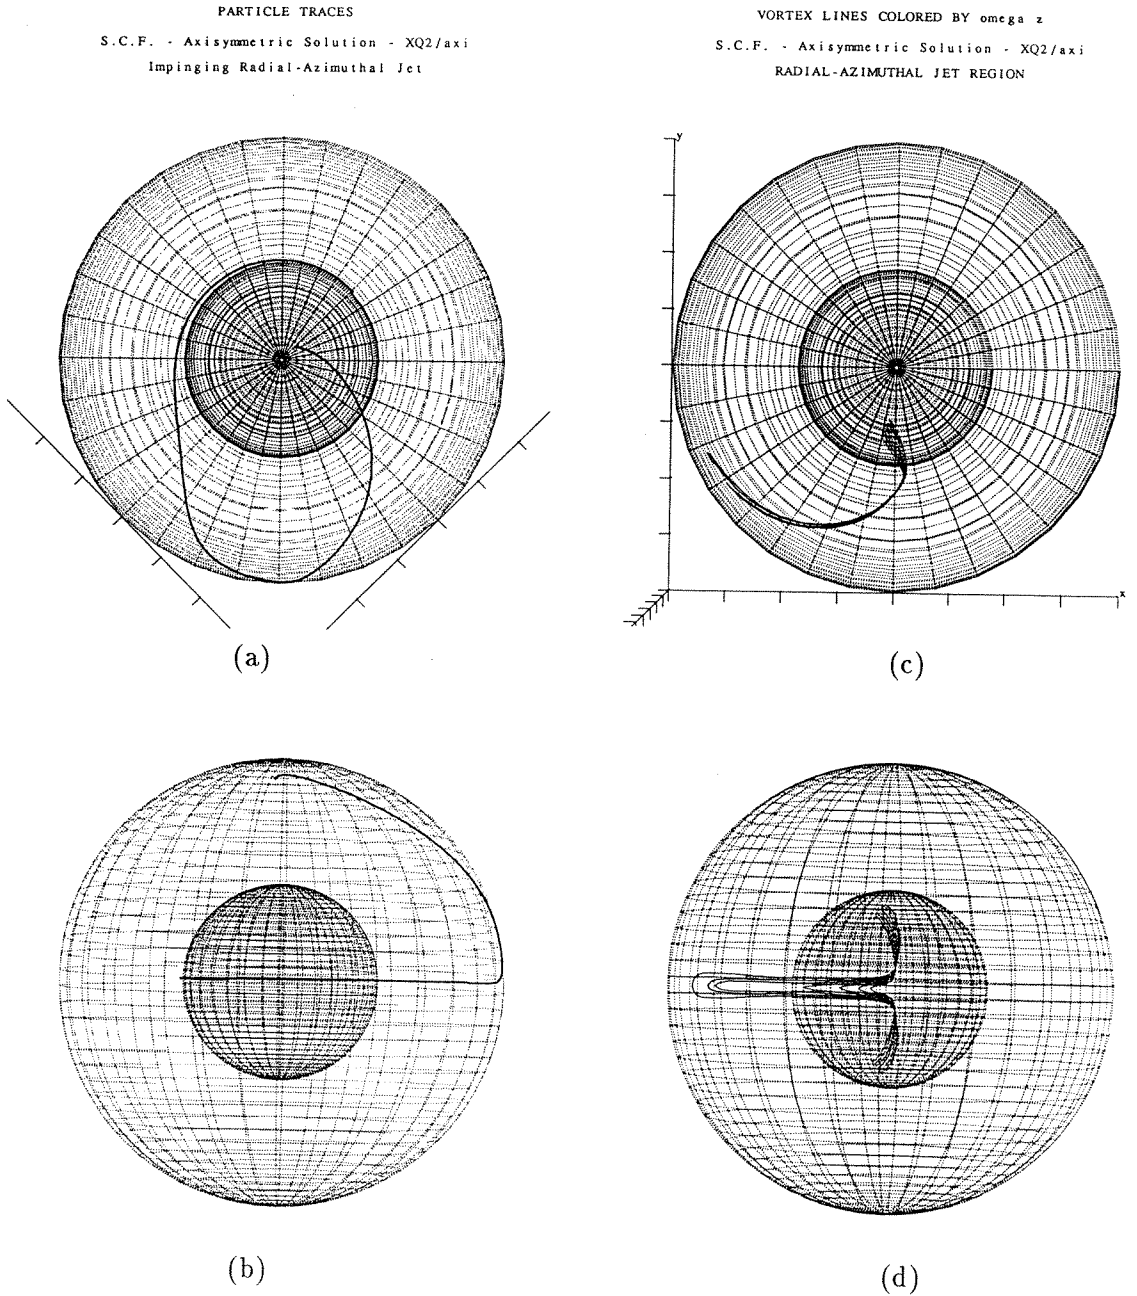 PARTICLE TRACES
S.C.F. - Axisymmetric Solution - XQ2/axi
Impinging Radial-Azimuthal Jet
VORTEX LINES COLORED BY omega z
S.C.F. - Axisymmetric Solution - XQ2/axi
RADIAL-AZIMUTHAL JET REGION
y
x
(a)
(c)
(b)
(d)